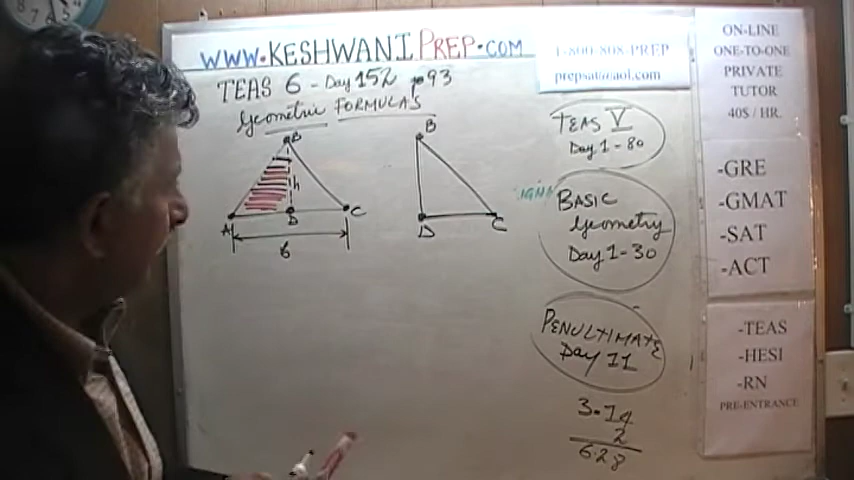 WWW.KESHWANIPREP.COM
1-800-808-PREP
prepsat@aol.com
TEAS 6 - Day 152
Geometric FORMULAS
B
h
A
D
C
6
B
D
C
TEAS V
Day 1-80
BASIC
Geometry
Day 1-30
PENULTIMATE
Day 11
3.14
2
6.28
ON-LINE
ONE-TO-ONE
PRIVATE
TUTOR
40$ / HR.
-GRE
-GMAT
-SAT
-ACT
-TEAS
-HESI
-RN
PRE-ENTRANCE